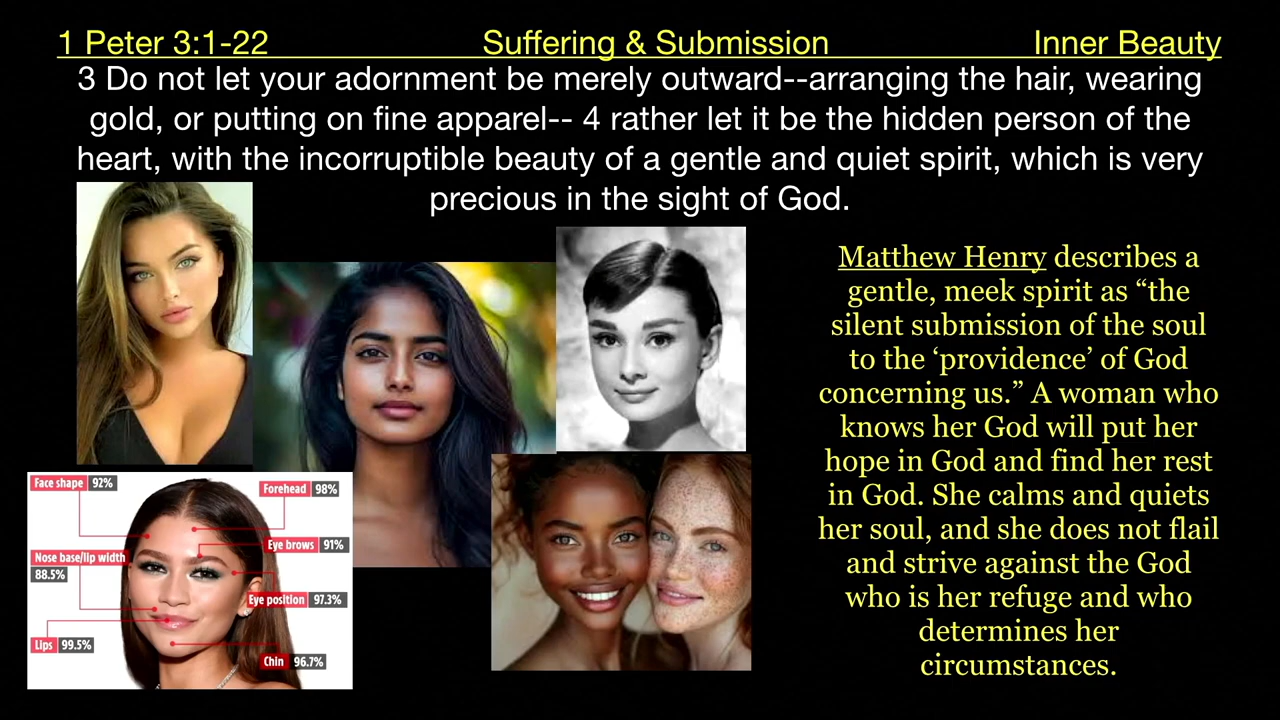 1 Peter 3:1-22 Suffering & Submission Inner Beauty
3 Do not let your adornment be merely outward--arranging the hair, wearing
gold, or putting on fine apparel-- 4 rather let it be the hidden person of the
heart, with the incorruptible beauty of a gentle and quiet spirit, which is very
precious in the sight of God.
Matthew Henry describes a
gentle, meek spirit as “the
silent submission of the soul
to the ‘providence’ of God
concerning us.” A woman who
knows her God will put her
hope in God and find her rest
in God. She calms and quiets
her soul, and she does not flail
and strive against the God
who is her refuge and who
determines her
circumstances.
Face shape 92%
Forehead 98%
Eye brows 91%
Nose base/lip width
88.5%
Eye position 97.3%
Lips 99.5%
Chin 96.7%